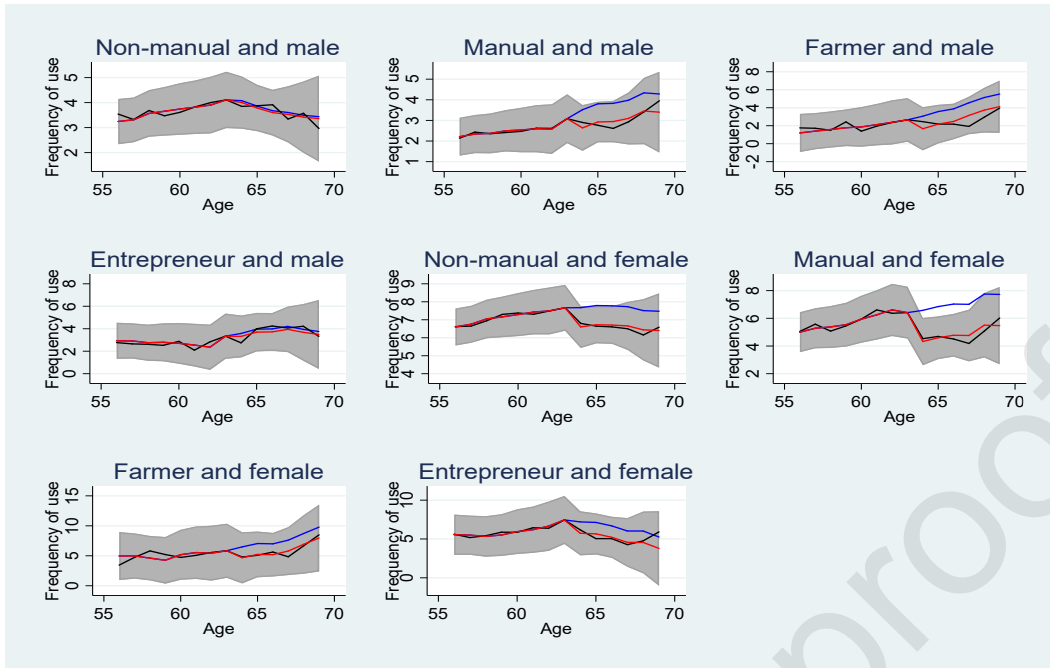 Non-manual and male
Frequency of use
5
4
3
2
55 60 65 70
Age
Manual and male
Frequency of use
5
4
3
2
1
55 60 65 70
Age
Farmer and male
Frequency of use
8
6
4
2
0
-2
55 60 65 70
Age
Entrepreneur and male
Frequency of use
8
6
4
2
0
55 60 65 70
Age
Non-manual and female
Frequency of use
9
8
7
6
5
4
55 60 65 70
Age
Manual and female
Frequency of use
8
6
4
2
55 60 65 70
Age
Farmer and female
Frequency of use
15
10
5
0
55 60 65 70
Age
Entrepreneur and female
Frequency of use
10
5
0
55 60 65 70
Age
proof